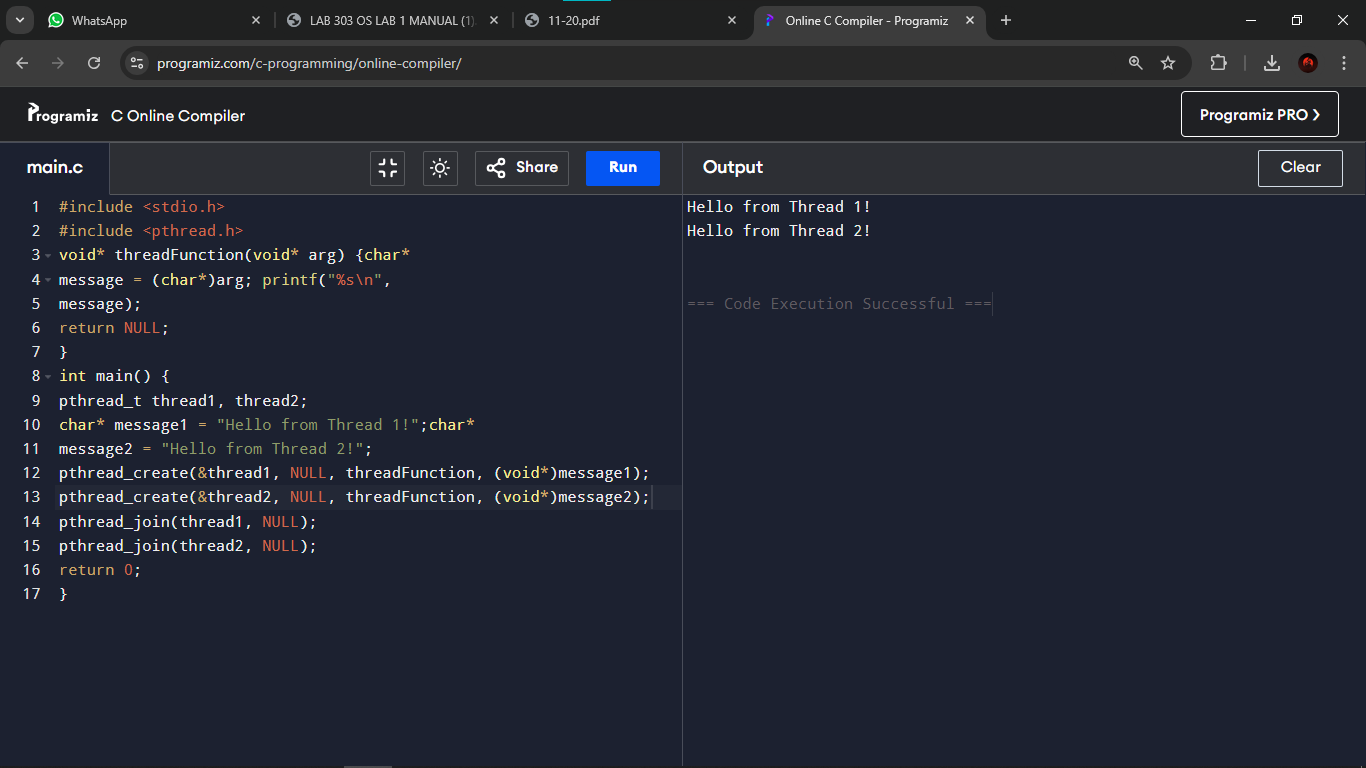 WhatsApp
LAB 303 OS LAB 1 MANUAL (1).
11-20.pdf
Online C Compiler - Programiz
programiz.com/c-programming/online-compiler/
Programiz C Online Compiler
Programiz PRO
main.c
Share
Run
Output
Clear
1 #include <stdio.h>
2 #include <pthread.h>
3 void* threadFunction(void* arg) {char*
4 message = (char*)arg; printf("%s\n",
5 message);
6 return NULL;
7 }
8 int main() {
9 pthread_t thread1, thread2;
10 char* message1 = "Hello from Thread 1!";char*
11 message2 = "Hello from Thread 2!";
12 pthread_create(&thread1, NULL, threadFunction, (void*)message1);
13 pthread_create(&thread2, NULL, threadFunction, (void*)message2);
14 pthread_join(thread1, NULL);
15 pthread_join(thread2, NULL);
16 return 0;
17 }
Hello from Thread 1!
Hello from Thread 2!
=== Code Execution Successful ===